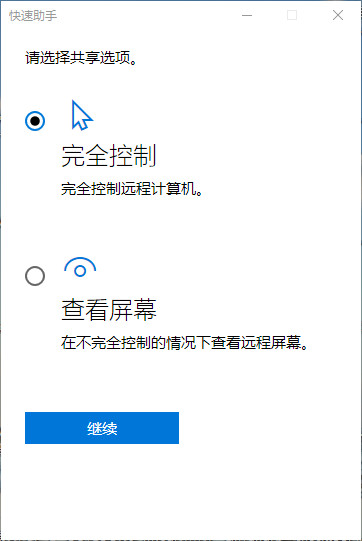 快速助手
请选择共享选项。
完全控制
完全控制远程计算机。
查看屏幕
在不完全控制的情况下查看远程屏幕。
继续